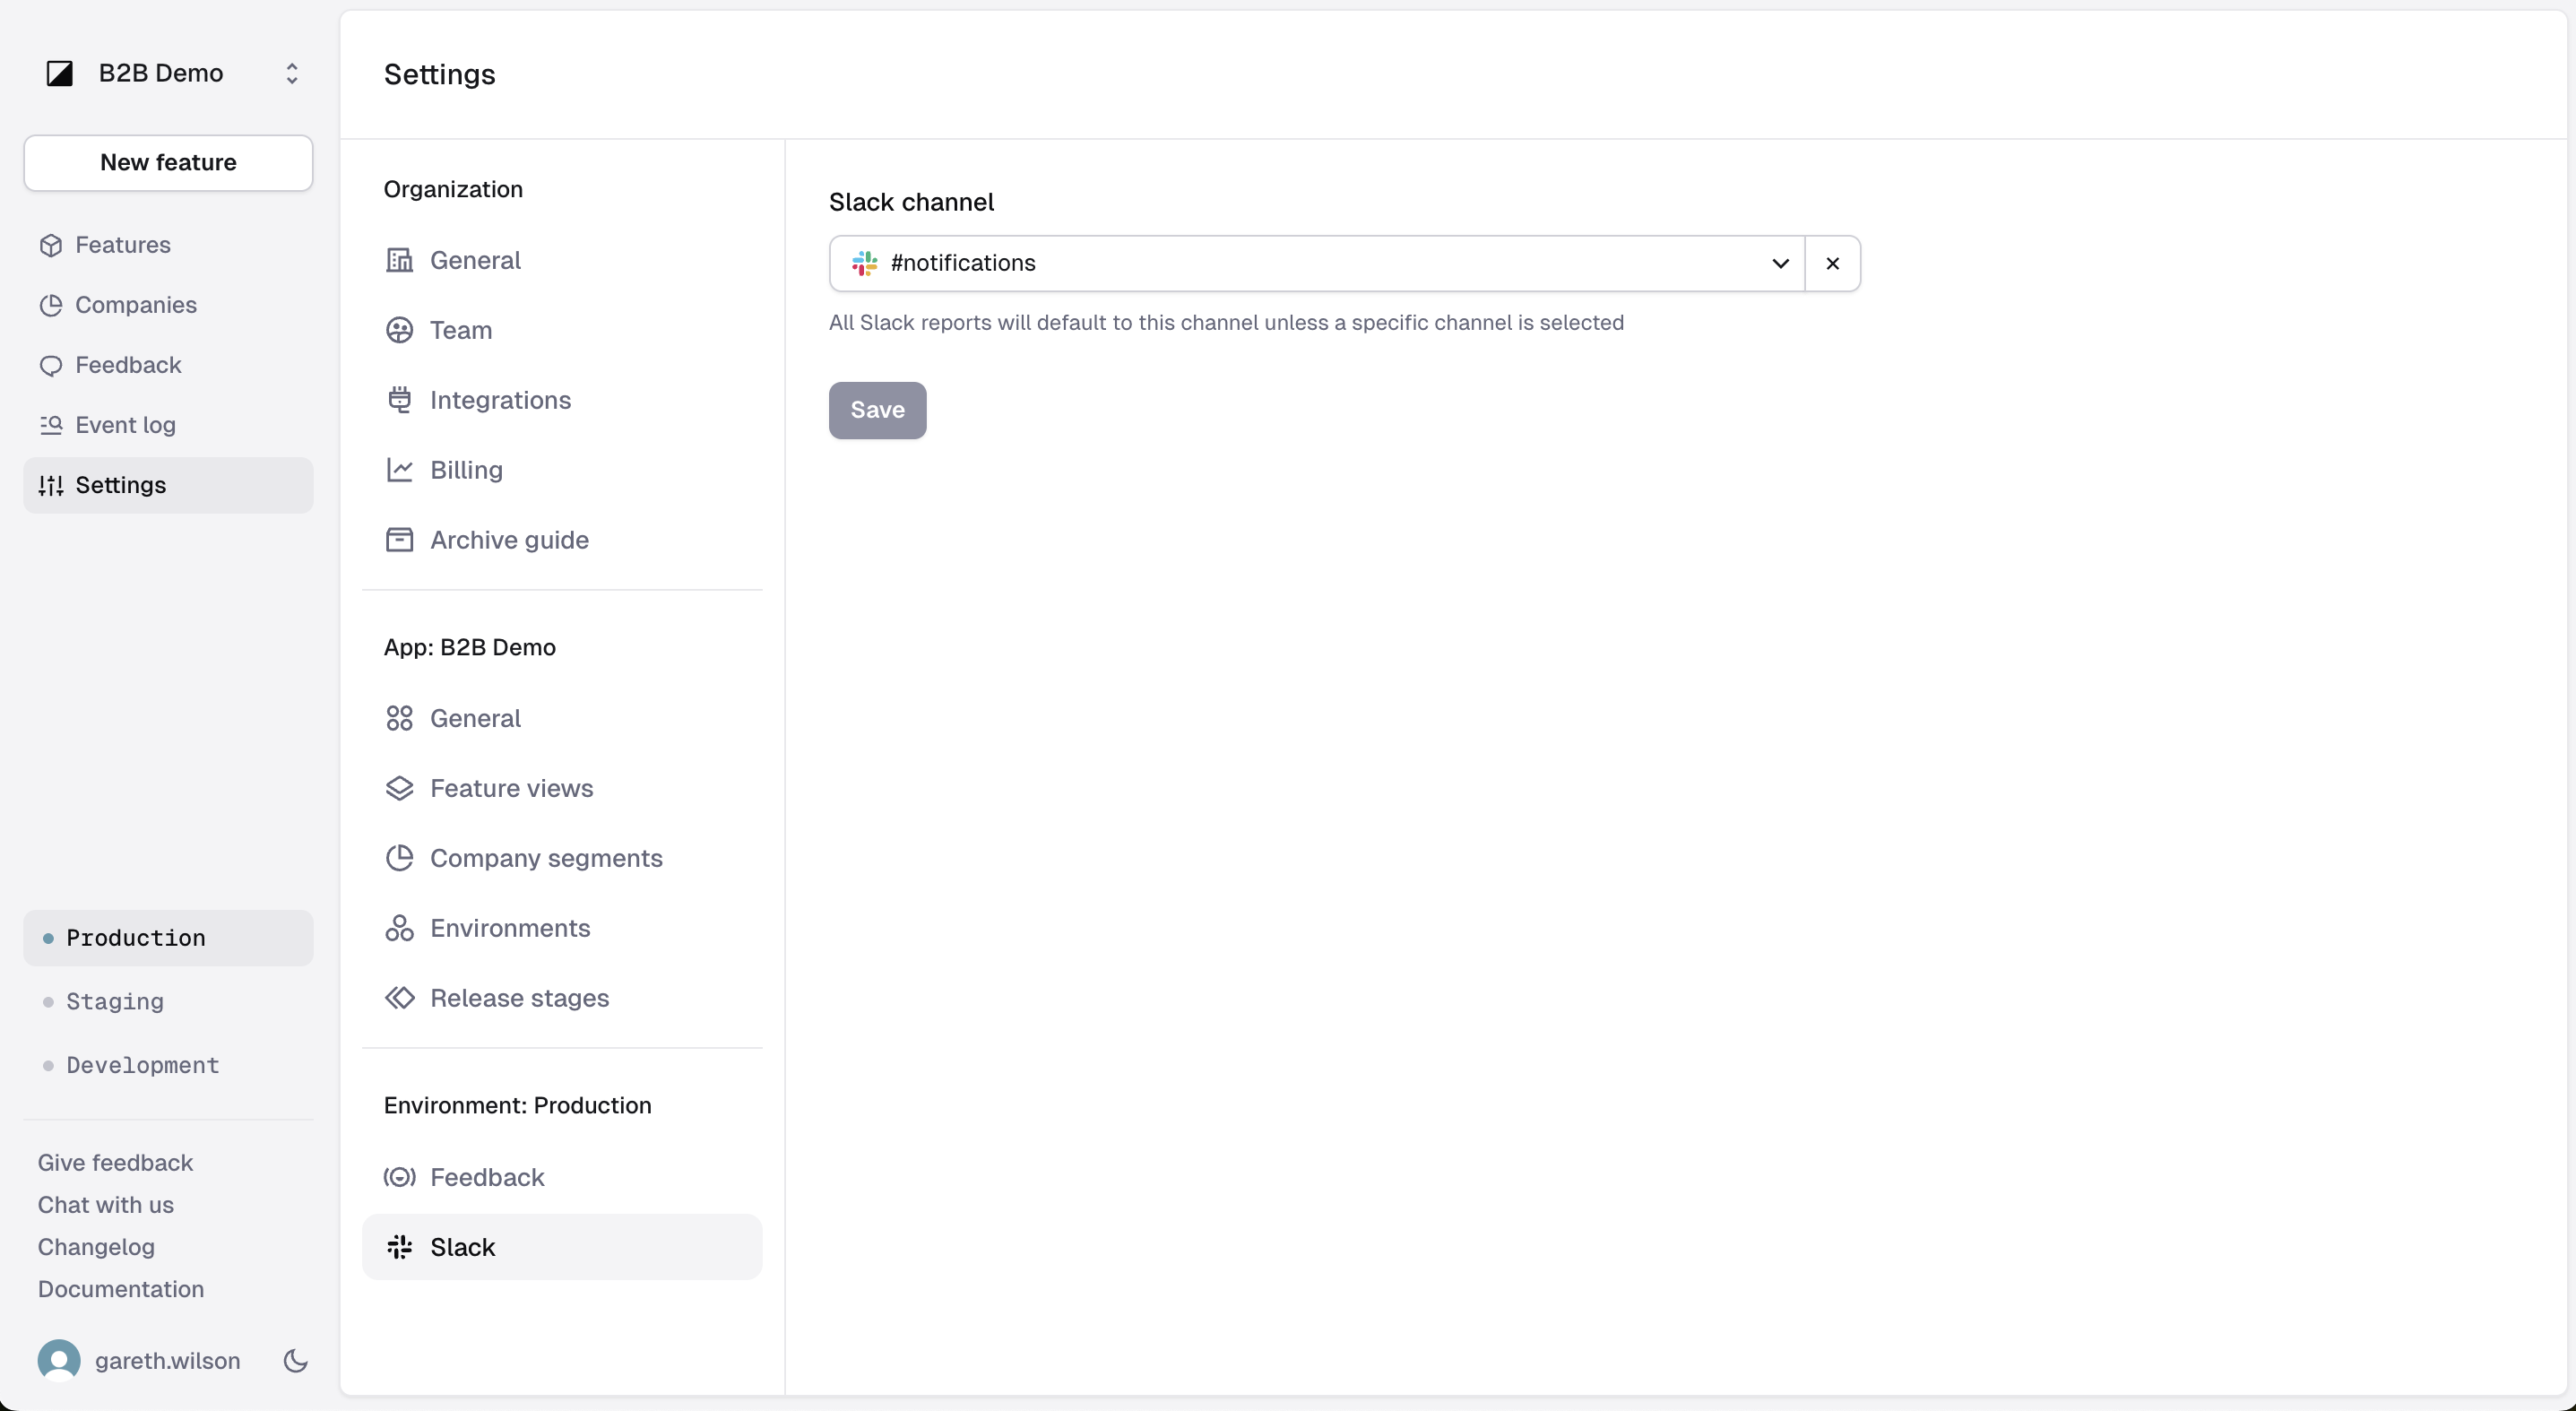 B2B Demo
New feature
Features
Companies
Feedback
Event log
Settings
Production
Staging
Development
Give feedback
Chat with us
Changelog
Documentation
gareth.wilson
Settings
Organization
General
Team
Integrations
Billing
Archive guide
App: B2B Demo
General
Feature views
Company segments
Environments
Release stages
Environment: Production
Feedback
Slack
Slack channel
#notifications
All Slack reports will default to this channel unless a specific channel is selected
Save